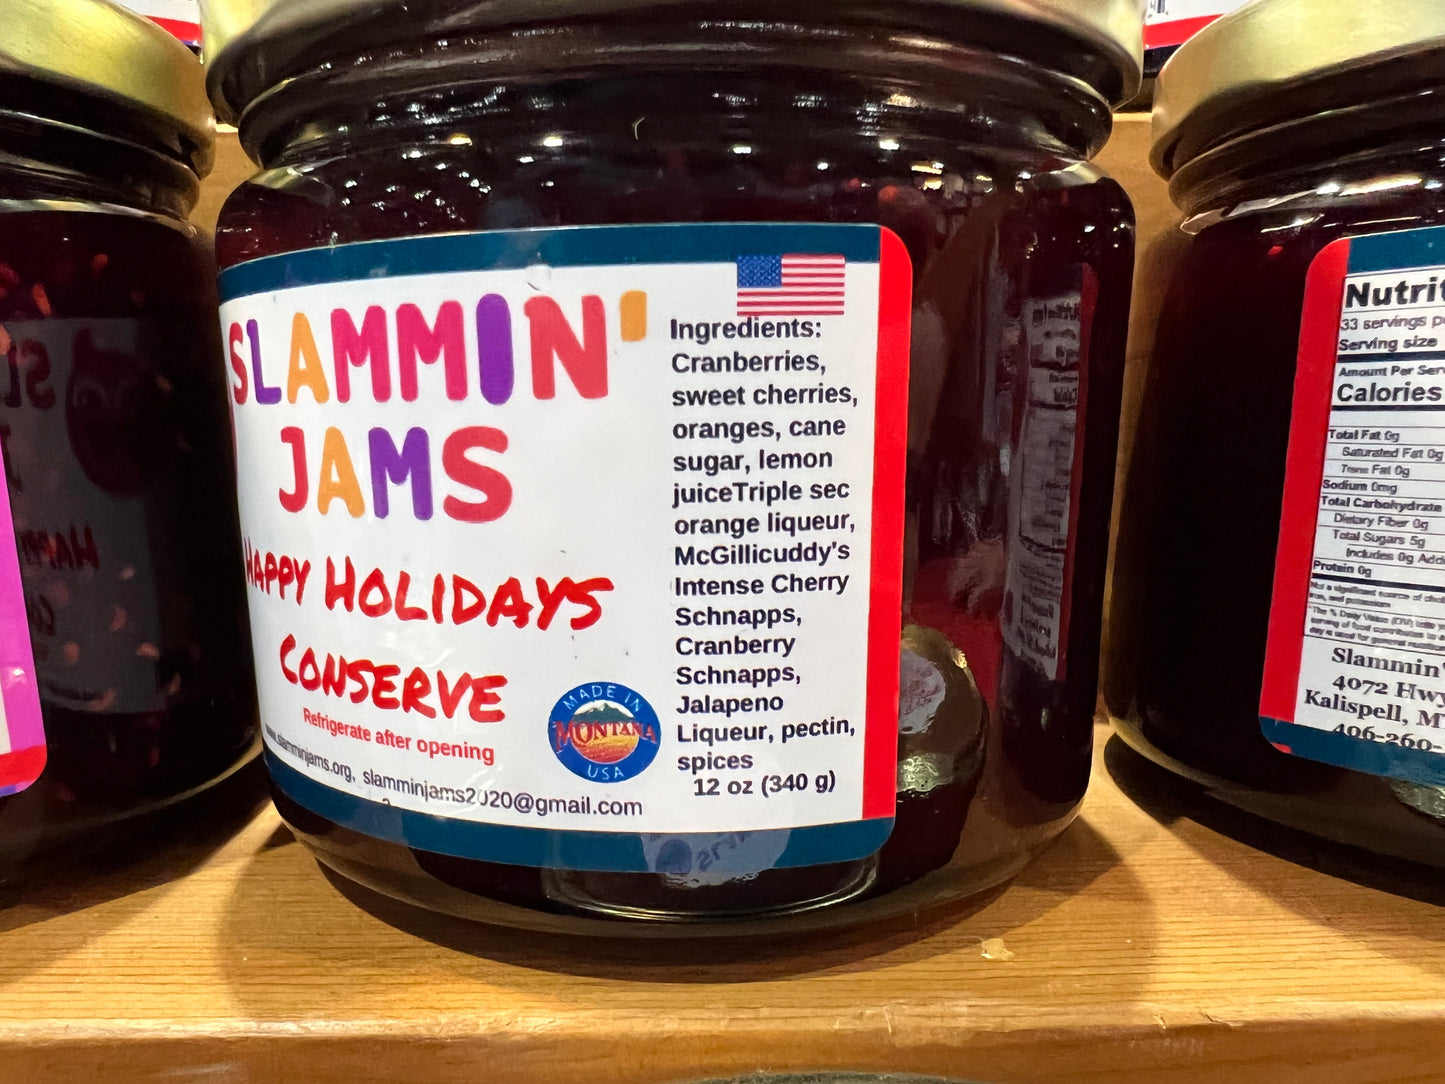 SLAMMIN'
JAMS
HAPPY HOLIDAYS
CONSERVE
Refrigerate after opening
www.slamminjams.org, slamminjams2020@gmail.com
MADE IN
MONTANA
USA
Ingredients:
Cranberries,
sweet cherries,
oranges, cane
sugar, lemon
juiceTriple sec
orange liqueur,
McGillicuddy's
Intense Cherry
Schnapps,
Cranberry
Schnapps,
Jalapeno
Liqueur, pectin,
spices
12 oz (340 g)
33 servings
Serving size
Amount Per
Calories
Total Fat 0g
Saturated Fat 0g
Trans Fat 0g
Sodium 0mg
Total Carbohydrate
Dietary Fiber 0g
Total Sugars 5g
Includes 0g
Protein 0g
Slammin'
4072 Hwy
Kalispell,
406-260-